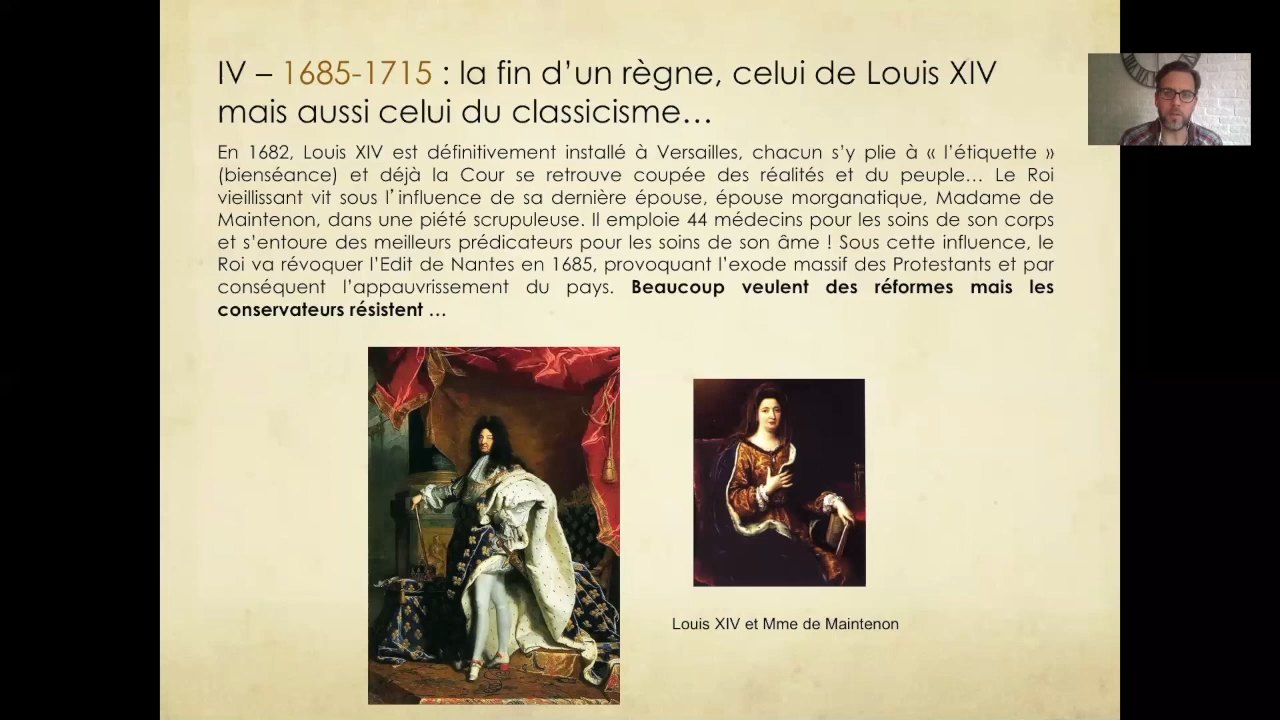 IV – 1685-1715 : la fin d’un règne, celui de Louis XIV
mais aussi celui du classicisme…
En 1682, Louis XIV est définitivement installé à Versailles, chacun s’y plie à « l’étiquette »
(bienséance) et déjà la Cour se retrouve coupée des réalités et du peuple… Le Roi
vieillissant vit sous l’influence de sa dernière épouse, épouse morganatique, Madame de
Maintenon, dans une piété scrupuleuse. Il emploie 44 médecins pour les soins de son corps
et s’entoure des meilleurs prédicateurs pour les soins de son âme ! Sous cette influence, le
Roi va révoquer l’Edit de Nantes en 1685, provoquant l’exode massif des Protestants et par
conséquent l’appauvrissement du pays. Beaucoup veulent des réformes mais les
conservateurs résistent …
Louis XIV et Mme de Maintenon